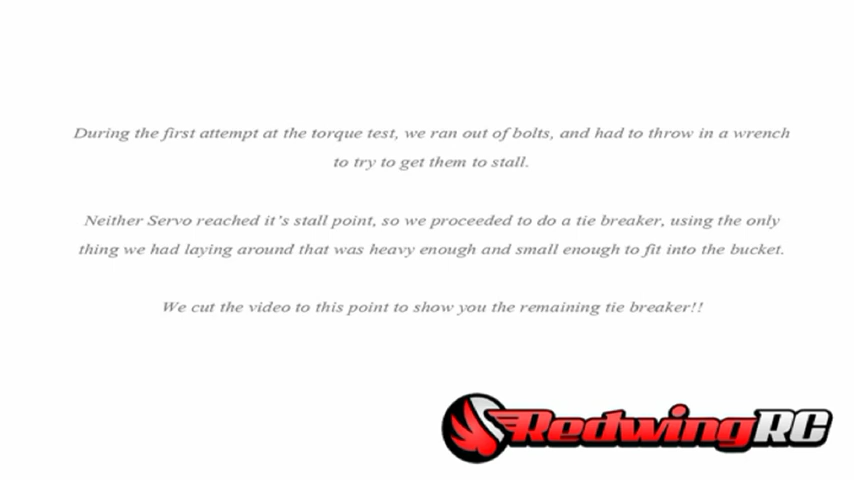 During the first attempt at the torque test, we ran out of bolts, and had to throw in a wrench
to try to get them to stall.
Neither Servo reached it's stall point, so we proceeded to do a tie breaker, using the only
thing we had laying around that was heavy enough and small enough to fit into the bucket.
We cut the video to this point to show you the remaining tie breaker!!
RedwingRC